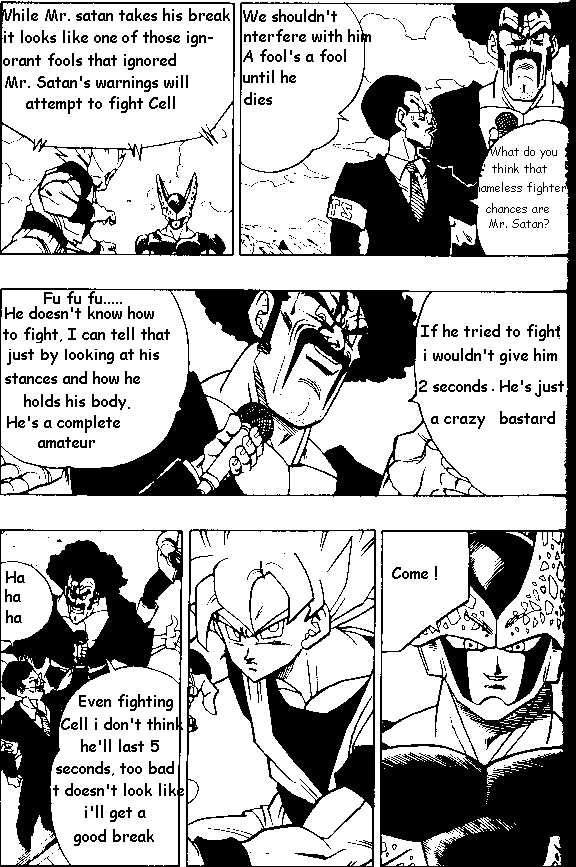 While Mr. satan takes his break
it looks like one of those ign-
orant fools that ignored
Mr. Satan's warnings will
attempt to fight Cell
We shouldn't
nterfere with him
A fool's a fool
until he
dies
What do you
think that
ameless fighter
chances are
Mr. Satan?
Fu fu fu.....
He doesn't know how
to fight, I can tell that
just by looking at his
stances and how he
holds his body.
He's a complete
amateur
If he tried to fight
i wouldn't give him
2 seconds. He's just
a crazy bastard
Ha
ha
ha
Even fighting
Cell i don't think
he'll last 5
seconds, too bad
t doesn't look like
i'll get a
good break
Come !